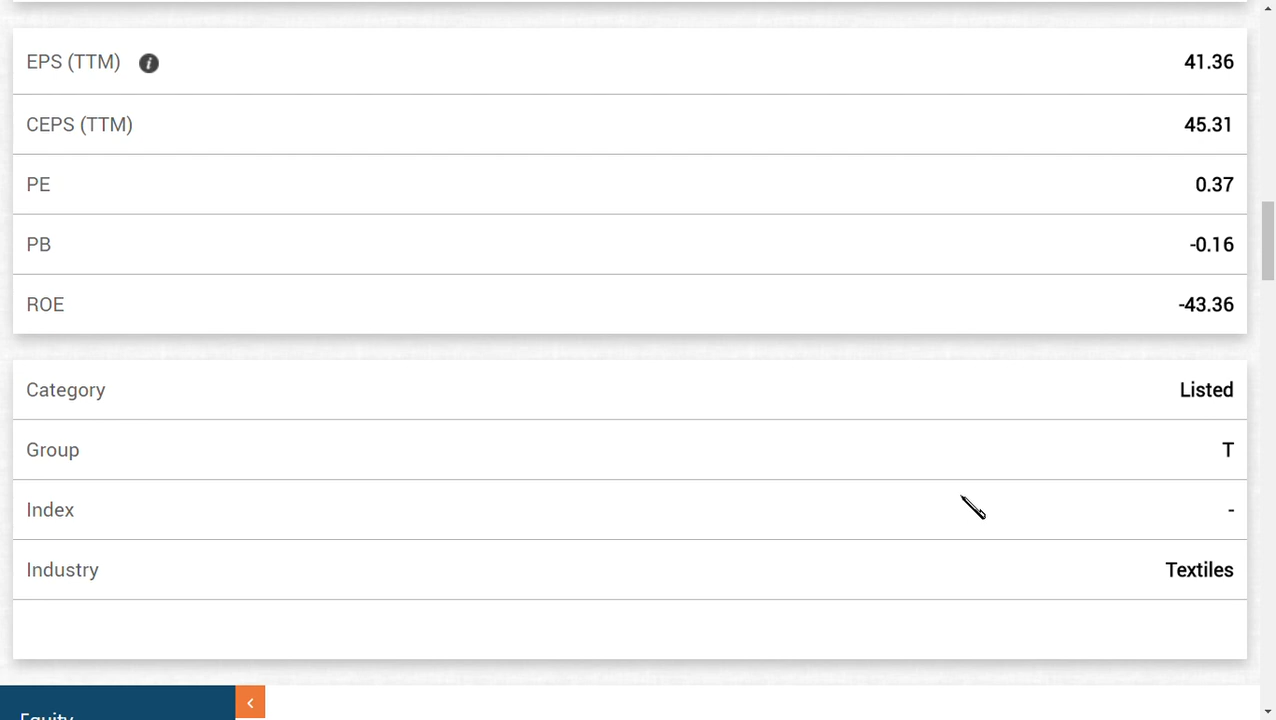 EPS (TTM) i 41.36
CEPS (TTM) 45.31
PE 0.37
PB -0.16
ROE -43.36
Category Listed
Group T
Index -
Industry Textiles
Equity